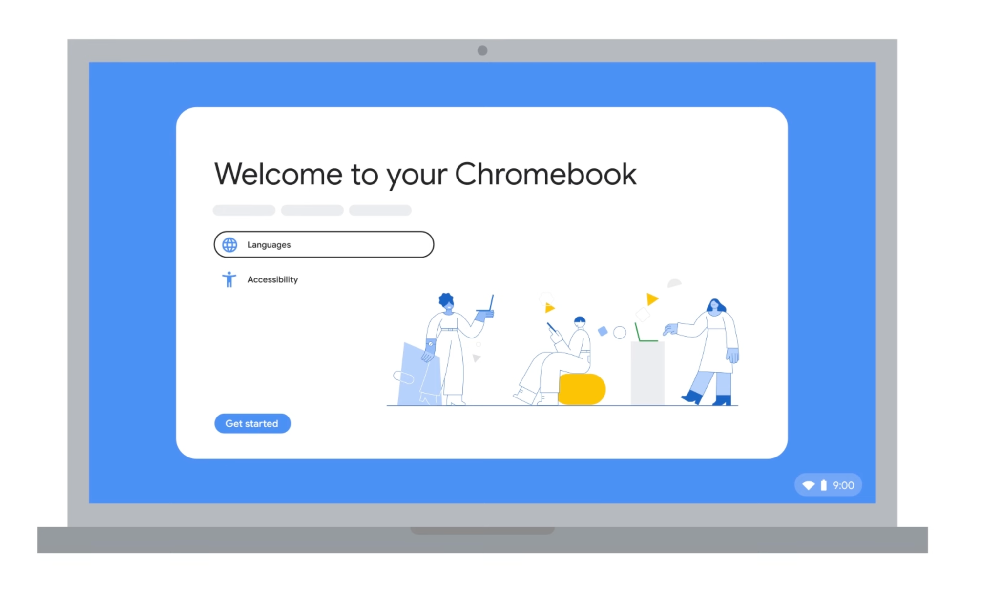 Welcome to your Chromebook
Languages
Accessibility
Get started
9:00